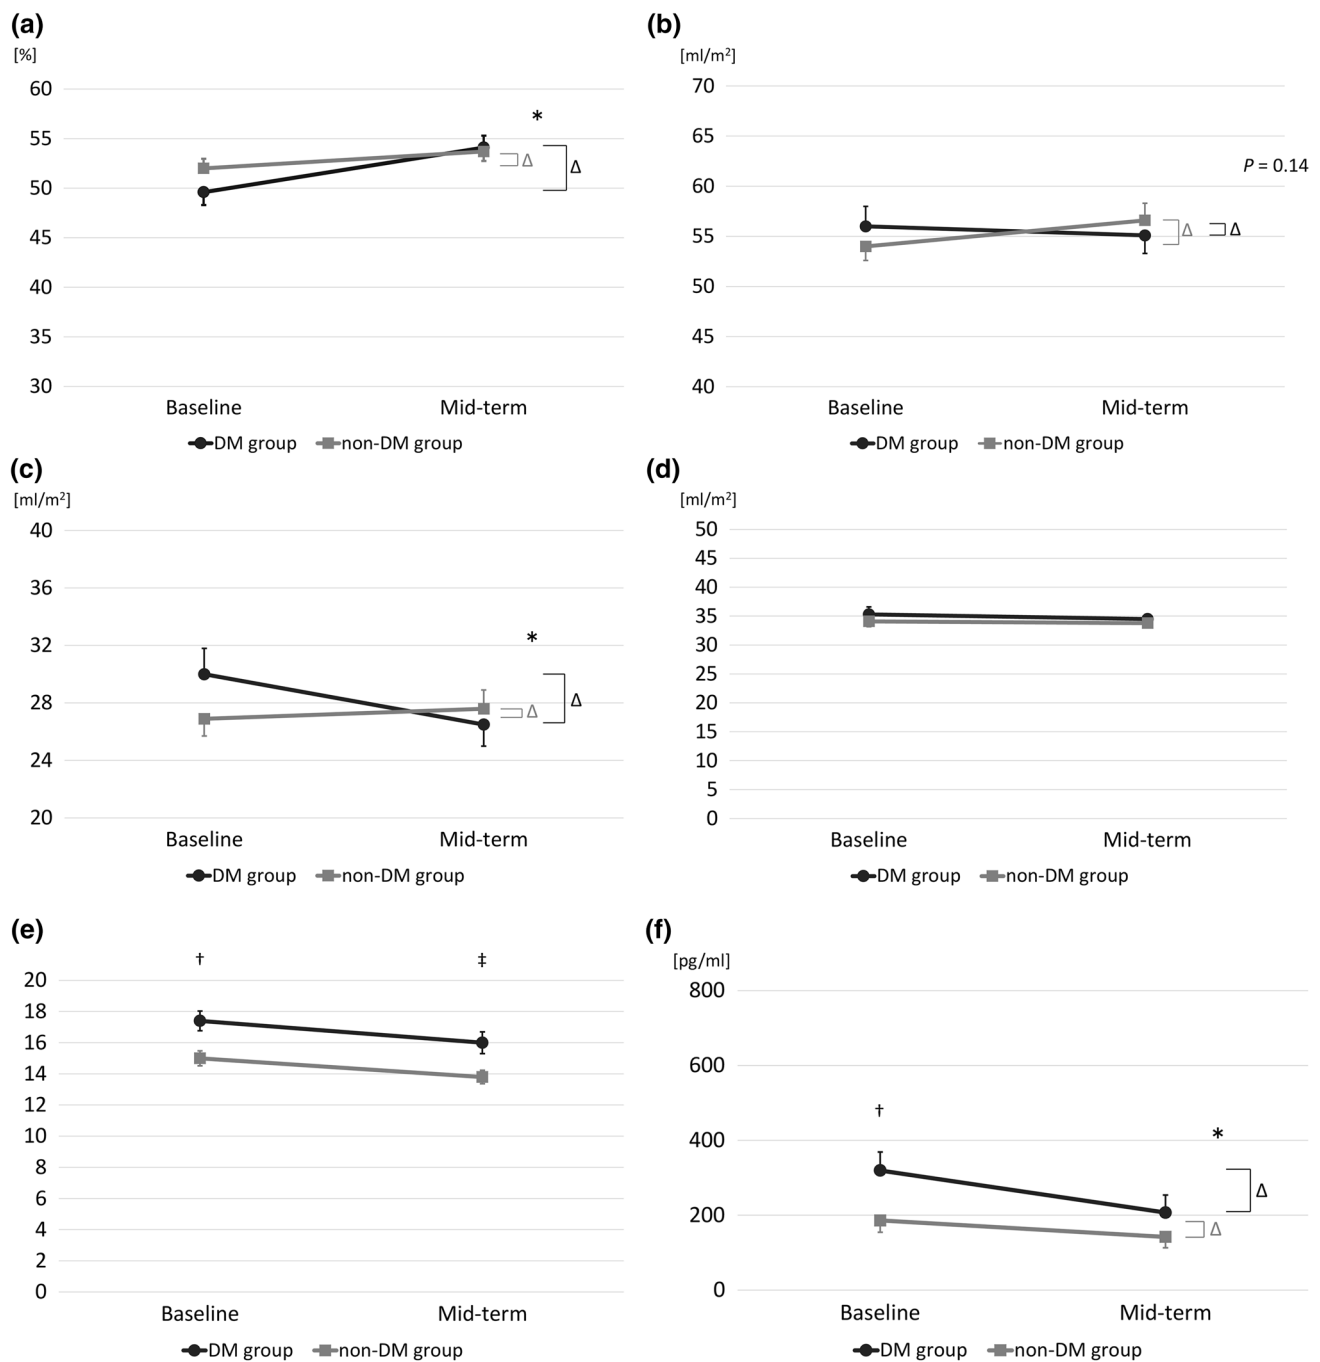 (a)
[%]
60
55
50
45
40
35
30
*
Δ
Δ
Baseline Mid-term
DM group non-DM group
(b)
[ml/m²]
70
65
60
55
50
45
40
P = 0.14
Δ
Δ
Baseline Mid-term
DM group non-DM group
(c)
[ml/m²]
40
36
32
28
24
20
*
Δ
Δ
Baseline Mid-term
DM group non-DM group
(d)
[ml/m²]
50
45
40
35
30
25
20
15
10
5
0
Baseline Mid-term
DM group non-DM group
(e)
† ‡
20
18
16
14
12
10
8
6
4
2
0
Baseline Mid-term
DM group non-DM group
(f)
[pg/ml]
800
600
400
200
0
†
*
Δ
Δ
Baseline Mid-term
DM group non-DM group